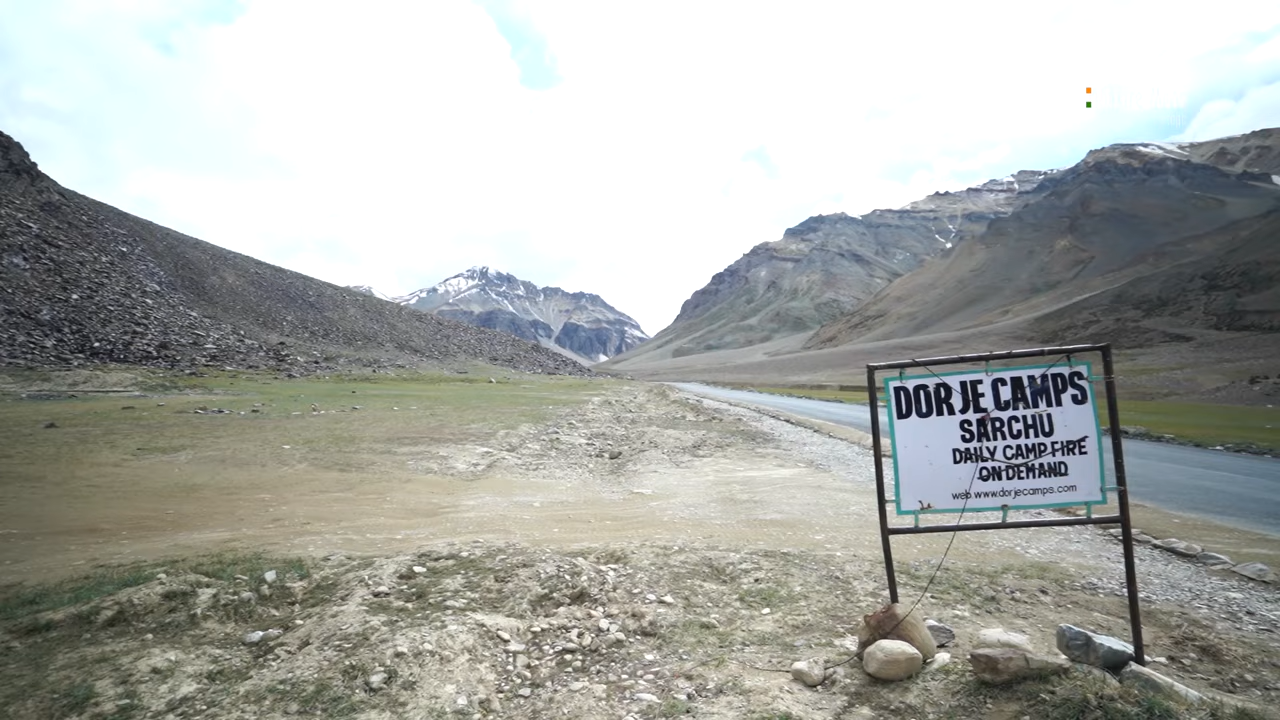 DORJE CAMPS
SARCHU
DAILY CAMP FIRE
ON DEMAND
web www.dorjecamps.com